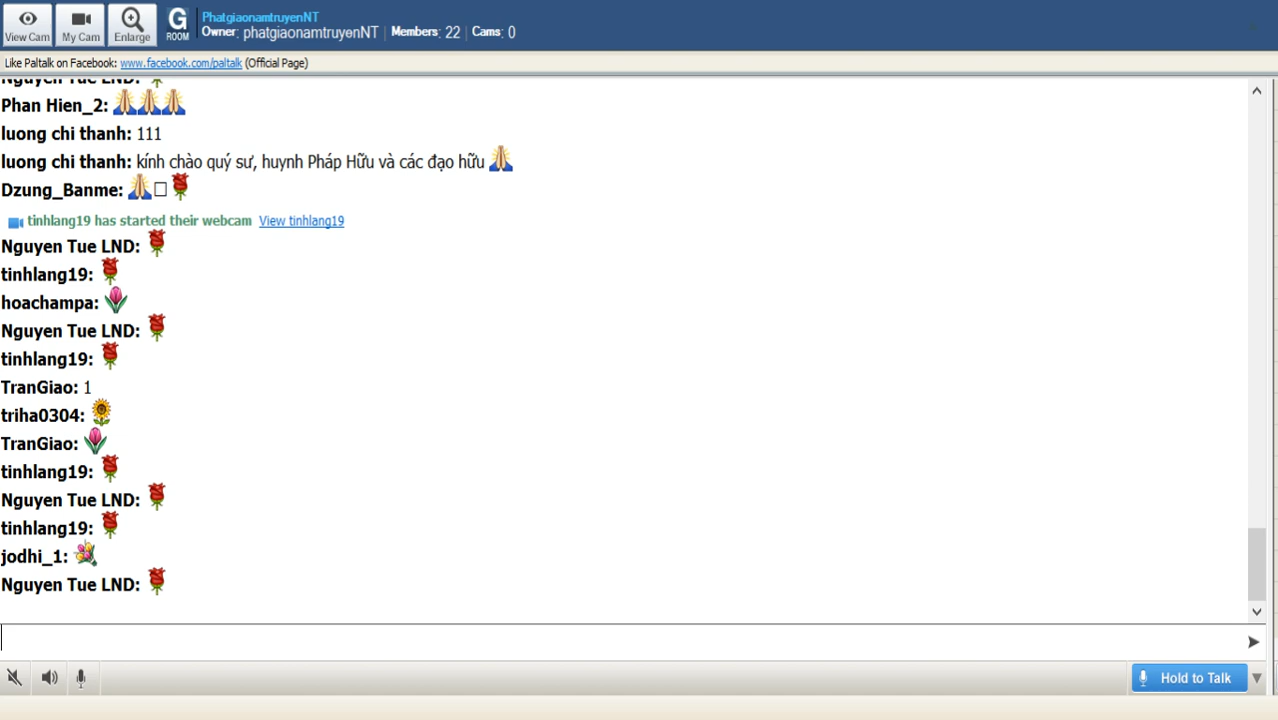 View Cam
My Cam
Enlarge
G
ROOM
PhatgiaonamtruyenNT
Owner: phatgiaonamtruyenNT | Members: 22 | Cams: 0
Like Paltalk on Facebook: www.facebook.com/paltalk (Official Page)
Nguyen Tue LND: 🌹
Phan Hien_2: 🙏🙏🙏
luong chi thanh: 111
luong chi thanh: kính chào quý sư, huynh Pháp Hữu và các đạo hữu 🙏
Dzung_Banme: 🙏□🌹
tinhlang19 has started their webcam View tinhlang19
Nguyen Tue LND: 🌹
tinhlang19: 🌹
hoachampa: 🌷
Nguyen Tue LND: 🌹
tinhlang19: 🌹
TranGiao: 1
triha0304: 🌻
TranGiao: 🌷
tinhlang19: 🌹
Nguyen Tue LND: 🌹
tinhlang19: 🌹
jodhi_1: 💐
Nguyen Tue LND: 🌹
Hold to Talk